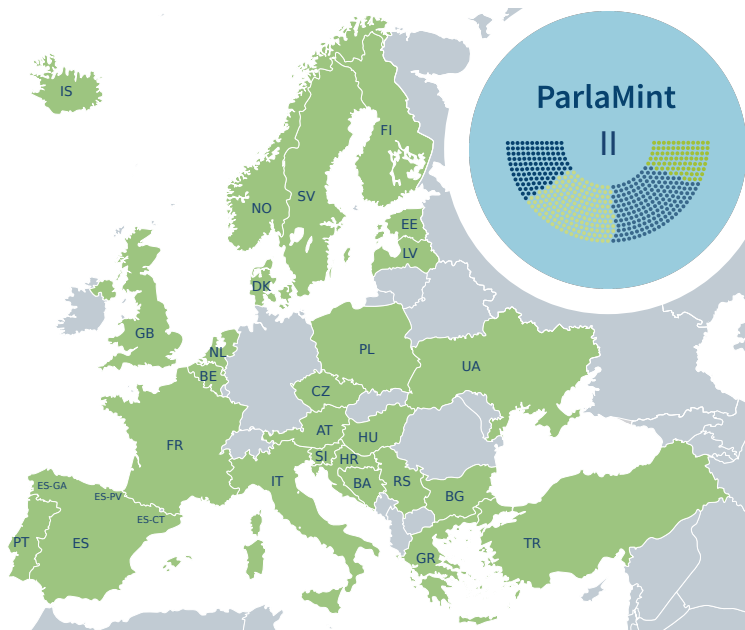 ParlaMint
II
IS
FI
SV
NO
EE
LV
DK
GB
NL
PL
BE
UA
CZ
AT
HU
FR
SI
HR
IT
BA
RS
ES-GA
ES-PV
BG
ES-CT
PT
ES
TR
GR